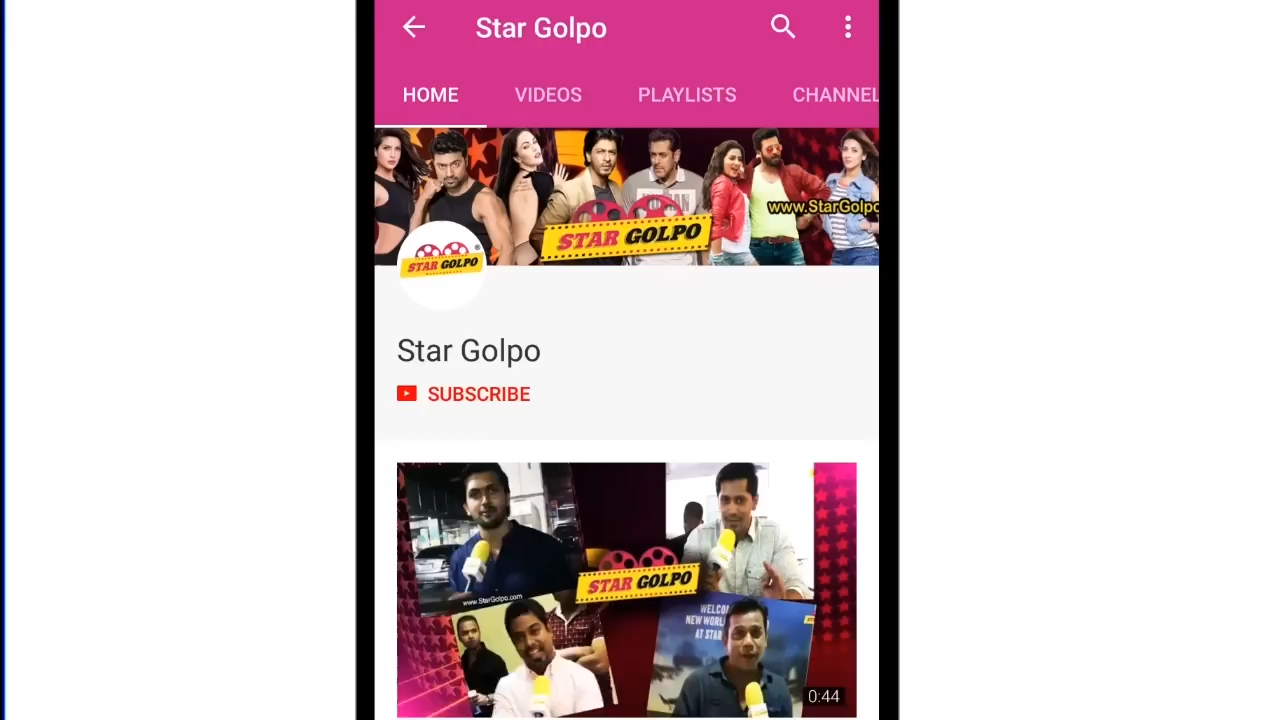 Star Golpo
HOME VIDEOS PLAYLISTS CHANNEL
www.StarGolpo
STAR GOLPO
STAR GOLPO
Star Golpo
SUBSCRIBE
STAR GOLPO
www.StarGolpo.com
WELCO
NEW WORL
AT STAR
0:44